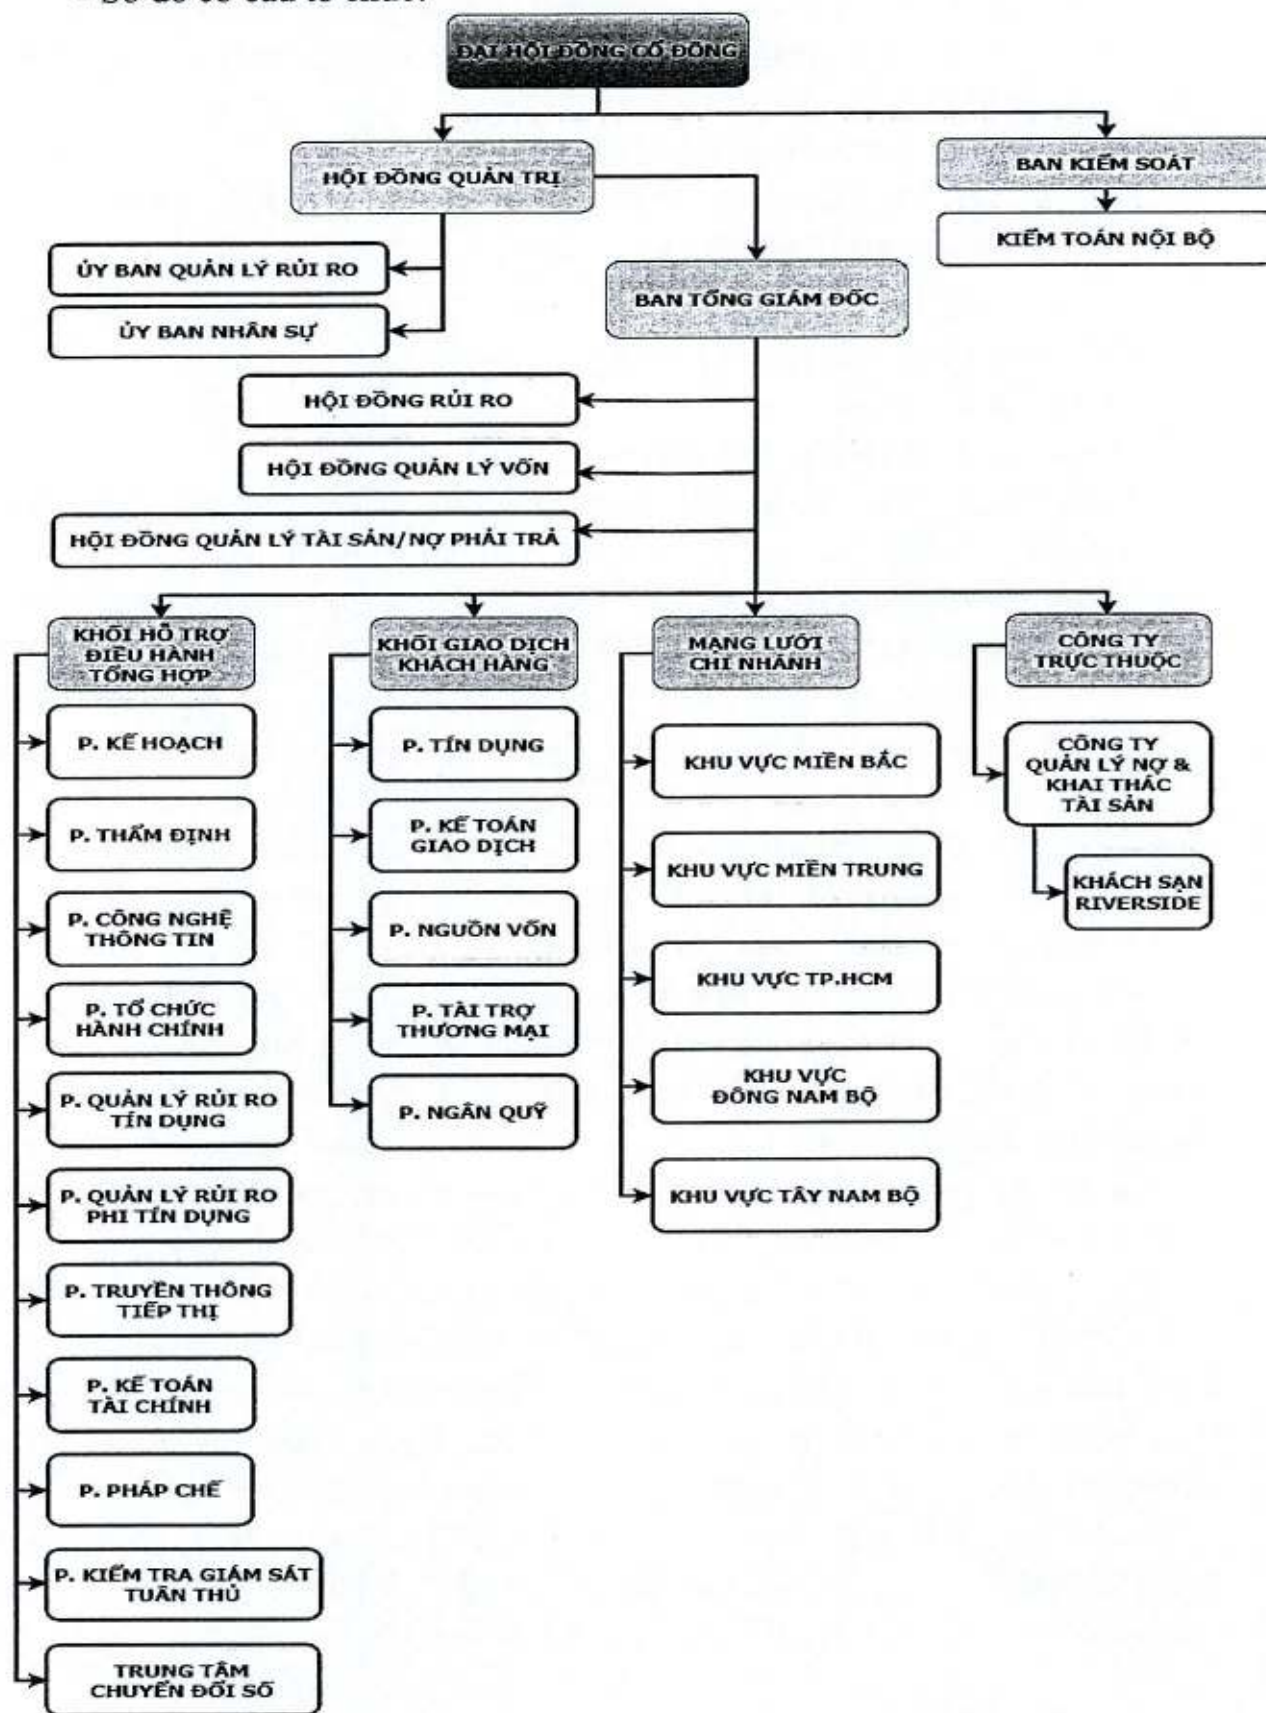 ĐẠI HỘI ĐỒNG CỔ ĐÔNG
HỘI ĐỒNG QUẢN TRỊ
BAN KIỂM SOÁT
KIỂM TOÁN NỘI BỘ
ỦY BAN QUẢN LÝ RỦI RO
ỦY BAN NHÂN SỰ
BAN TỔNG GIÁM ĐỐC
HỘI ĐỒNG RỦI RO
HỘI ĐỒNG QUẢN LÝ VỐN
HỘI ĐỒNG QUẢN LÝ TÀI SẢN/NỢ PHẢI TRẢ
KHỐI HỖ TRỢ
ĐIỀU HÀNH
TỔNG HỢP
P. KẾ HOẠCH
P. THẨM ĐỊNH
P. CÔNG NGHỆ
THÔNG TIN
P. TỔ CHỨC
HÀNH CHÍNH
P. QUẢN LÝ RỦI RO
TÍN DỤNG
P. QUẢN LÝ RỦI RO
PHI TÍN DỤNG
P. TRUYỀN THÔNG
TIẾP THỊ
P. KẾ TOÁN
TÀI CHÍNH
P. PHÁP CHẾ
P. KIỂM TRA GIÁM SÁT
TUÂN THỦ
TRUNG TÂM
CHUYỂN ĐỔI SỐ
KHỐI GIAO DỊCH
KHÁCH HÀNG
P. TÍN DỤNG
P. KẾ TOÁN
GIAO DỊCH
P. NGUỒN VỐN
P. TÀI TRỢ
THƯƠNG MẠI
P. NGÂN QUỸ
MẠNG LƯỚI
CHI NHÁNH
KHU VỰC MIỀN BẮC
KHU VỰC MIỀN TRUNG
KHU VỰC TP.HCM
KHU VỰC
ĐÔNG NAM BỘ
KHU VỰC TÂY NAM BỘ
CÔNG TY
TRỰC THUỘC
CÔNG TY
QUẢN LÝ NỢ &
KHAI THÁC
TÀI SẢN
KHÁCH SẠN
RIVERSIDE